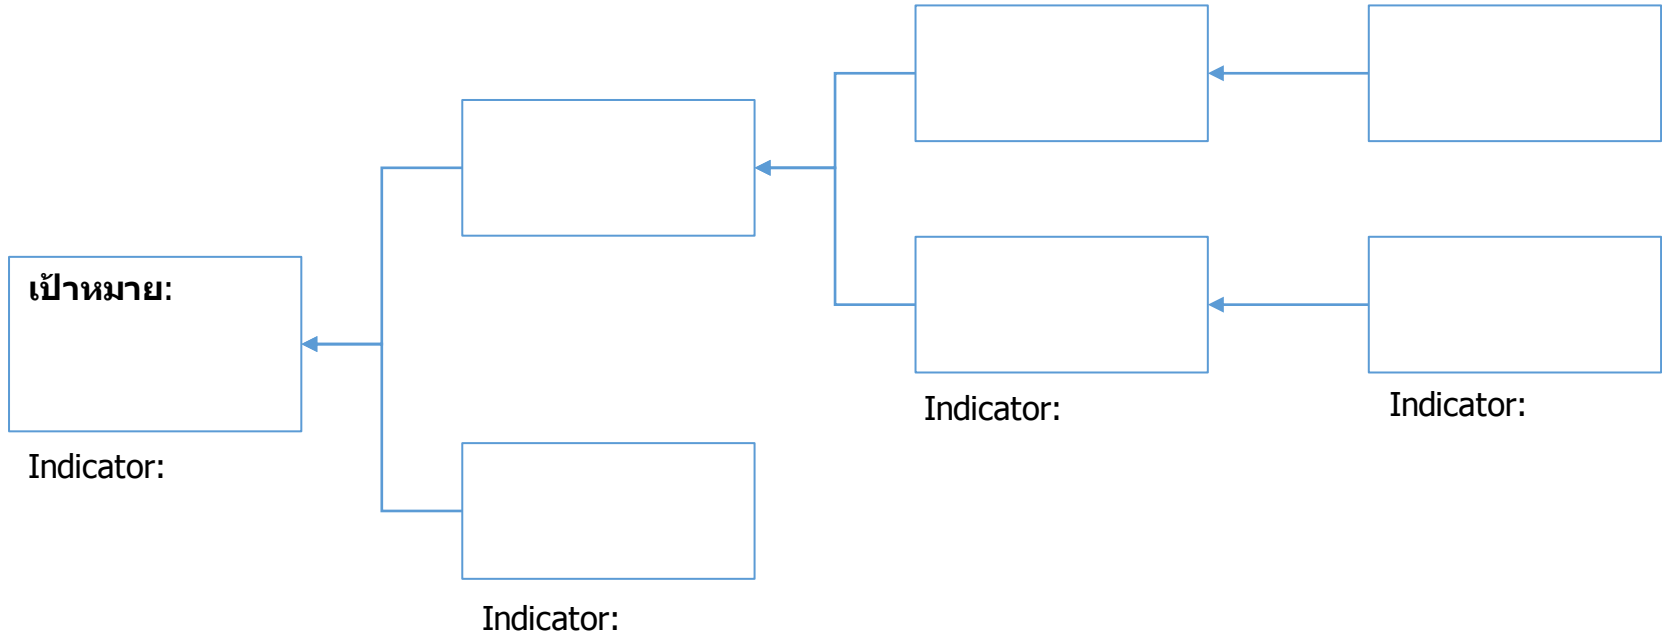 เป้าหมาย:
Indicator:
Indicator:
Indicator:
Indicator: